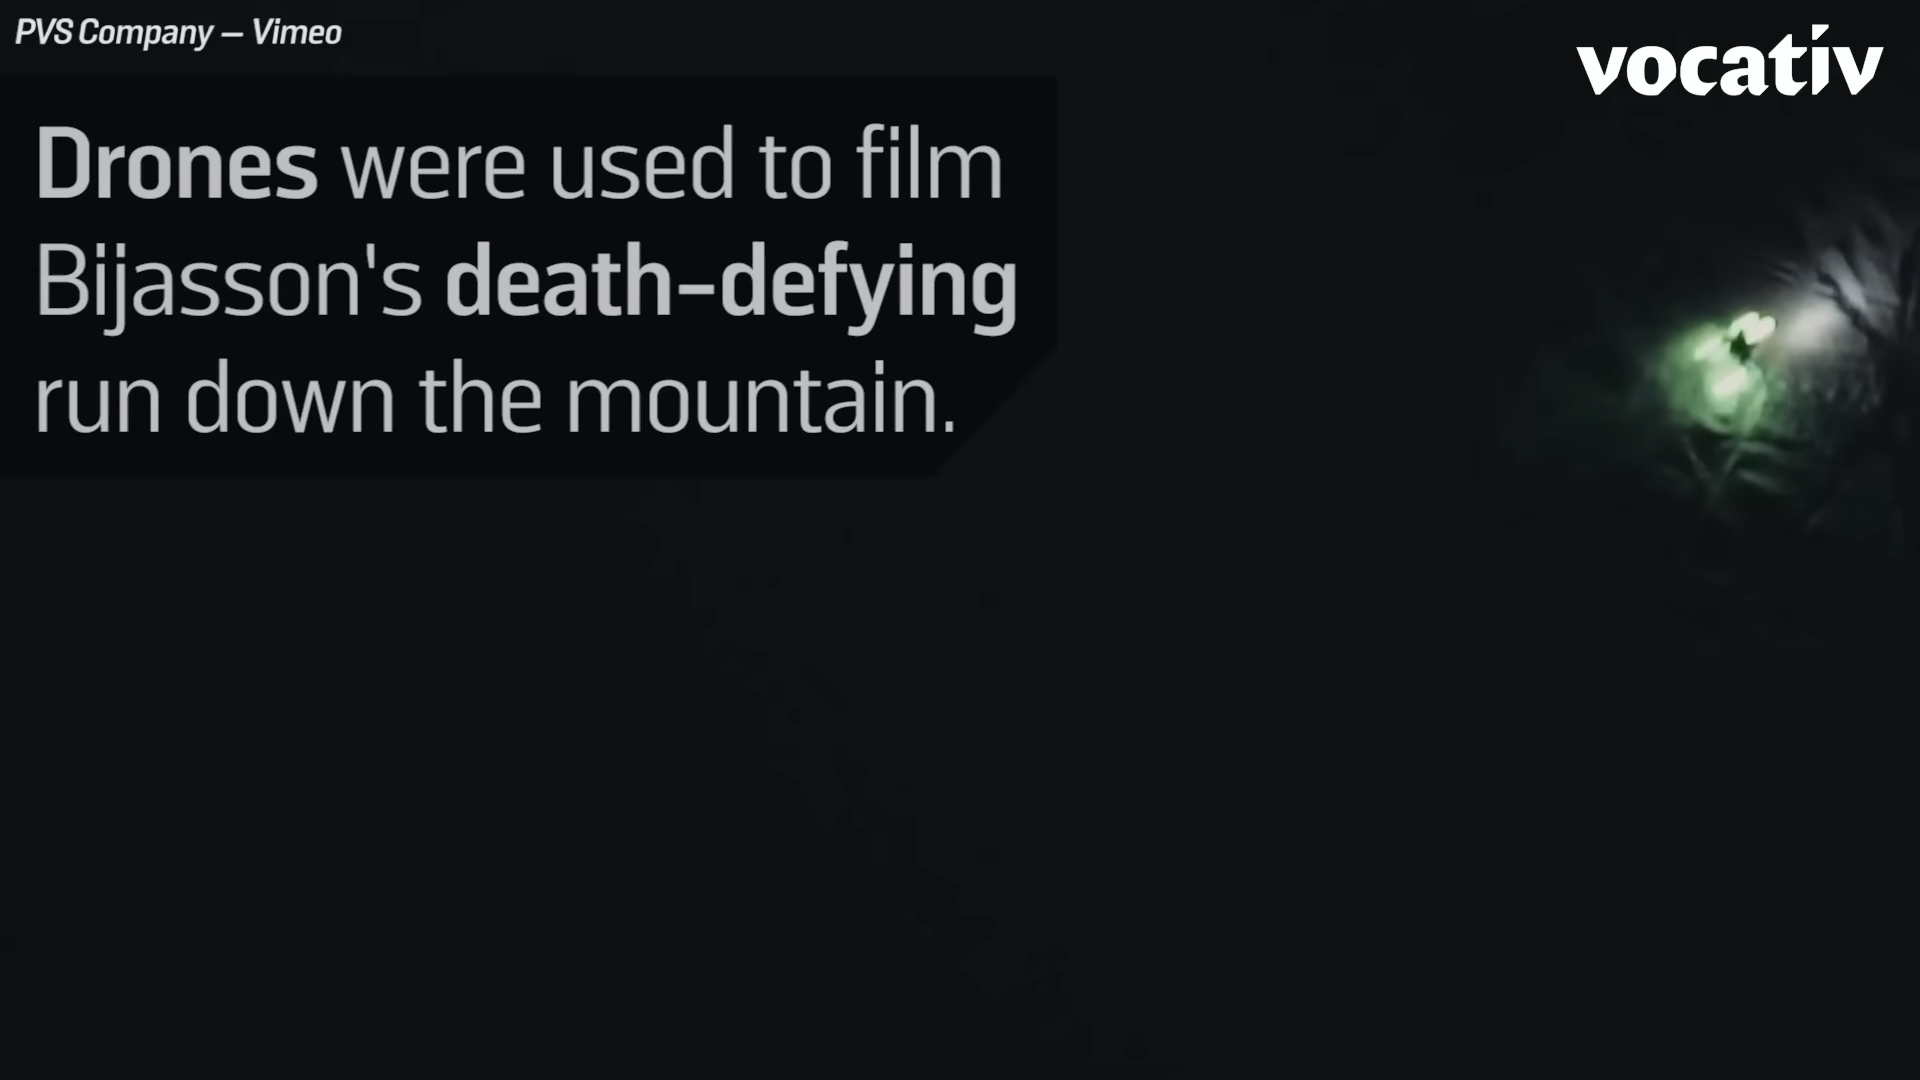 PVS Company – Vimeo
vocativ
Drones were used to film
Bijasson's death-defying
run down the mountain.